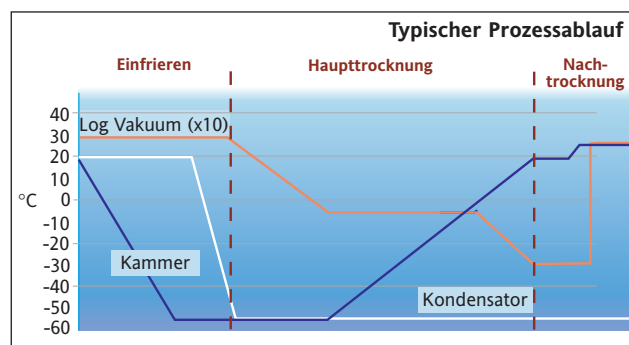 Typischer Prozessablauf
Einfrieren
Haupttrocknung
Nach-
trocknung
40
Log Vakuum (x10)
30
20
10
°C
0
-10
-20
-30
Kammer
-40
-50
Kondensator
-60